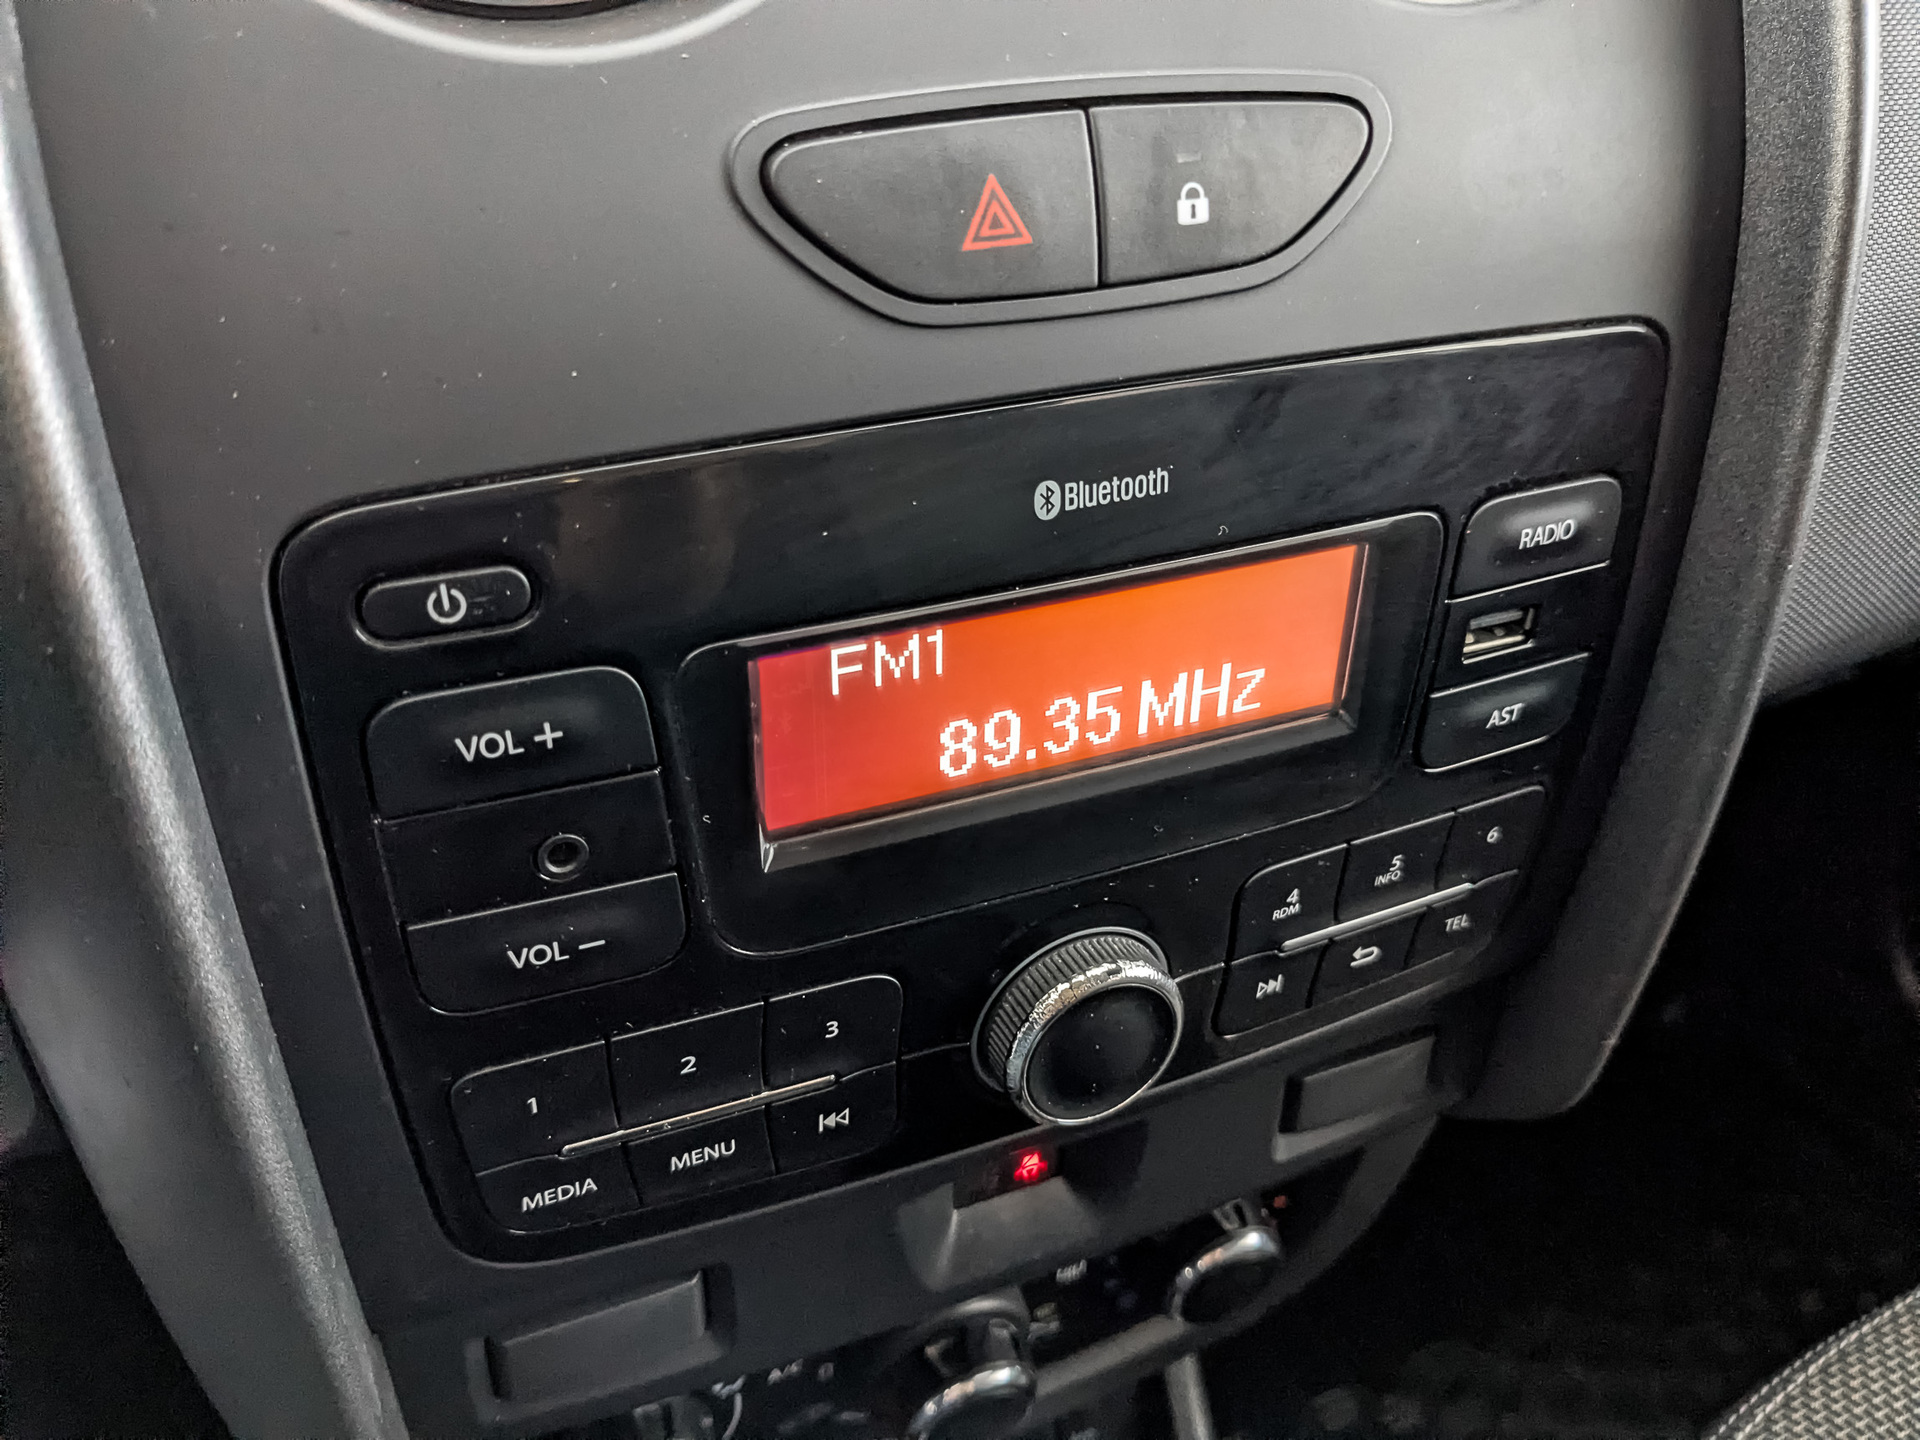 Bluetooth
RADIO
FM1
89.35 MHz
VOL +
AST
VOL −
1
2
3
4
RDM
5
INFO
6
MEDIA
MENU
TEL
A/C
0